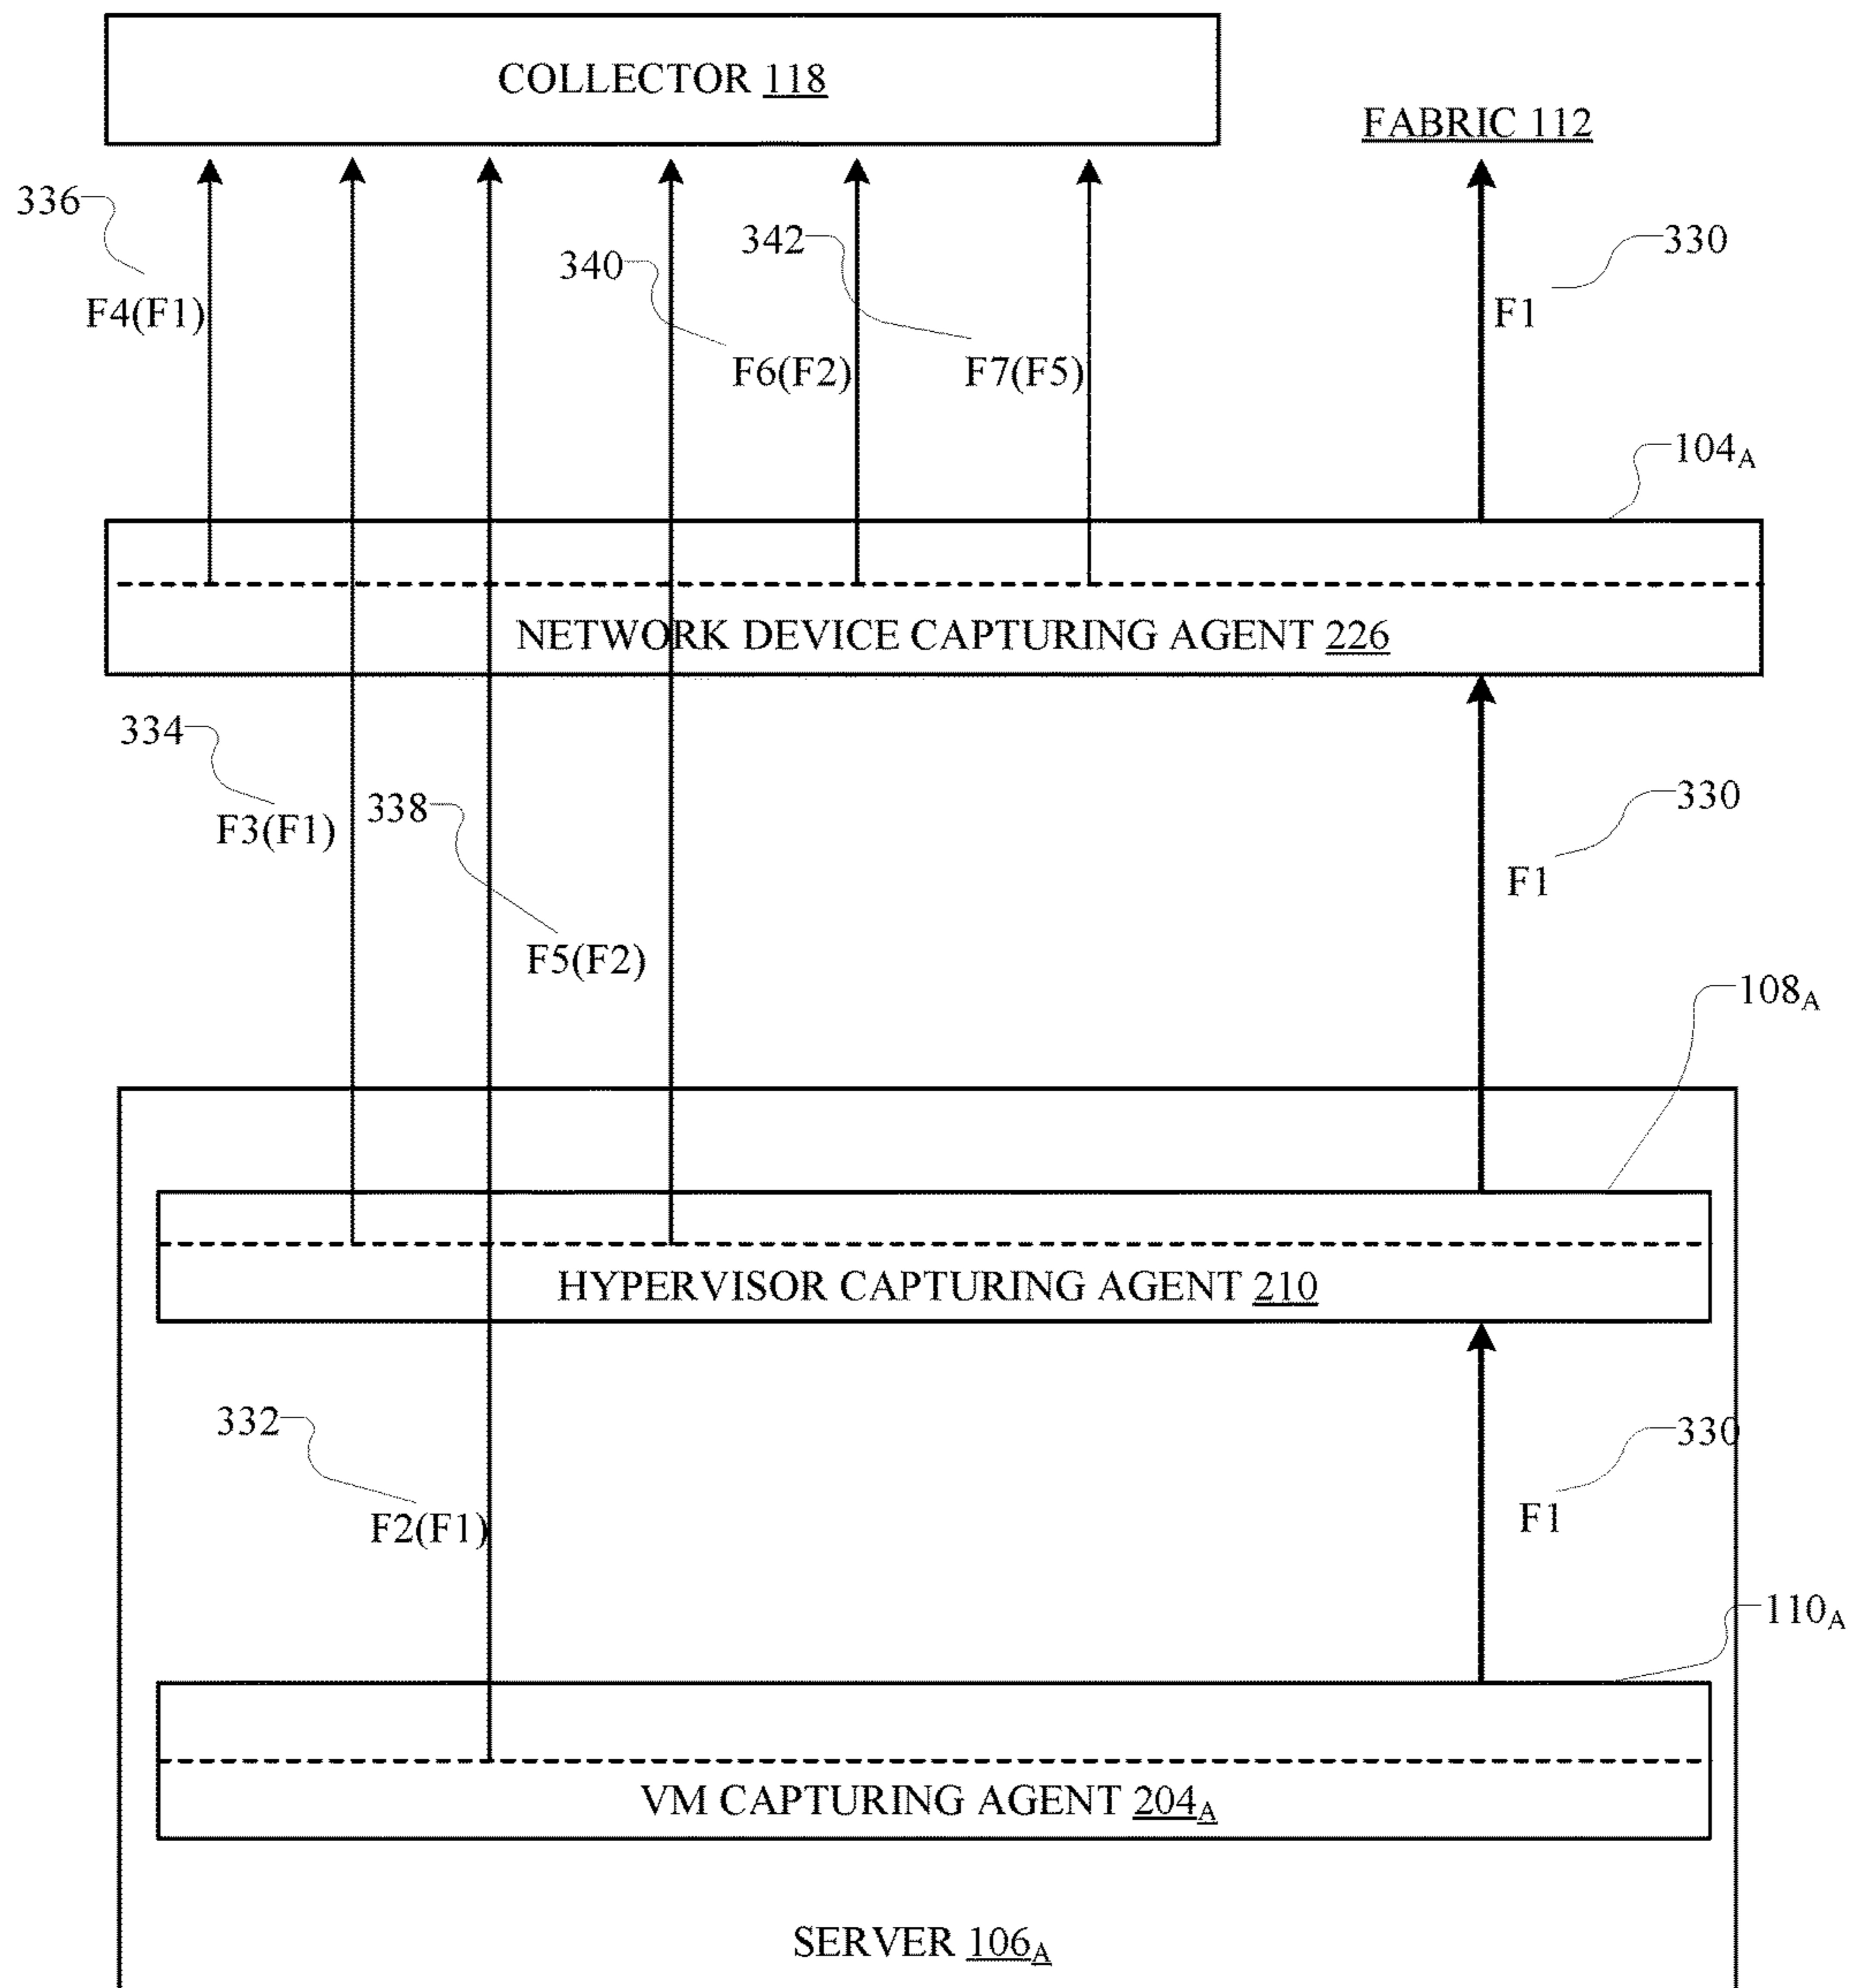 COLLECTOR 118
FABRIC 112
336
342
330
340
F4(F1)
F1
F6(F2)
F7(F5)
104A
NETWORK DEVICE CAPTURING AGENT 226
334
338
330
F3(F1)
F1
F5(F2)
108A
HYPERVISOR CAPTURING AGENT 210
332
330
F2(F1)
F1
110A
VM CAPTURING AGENT 204A
SERVER 106A